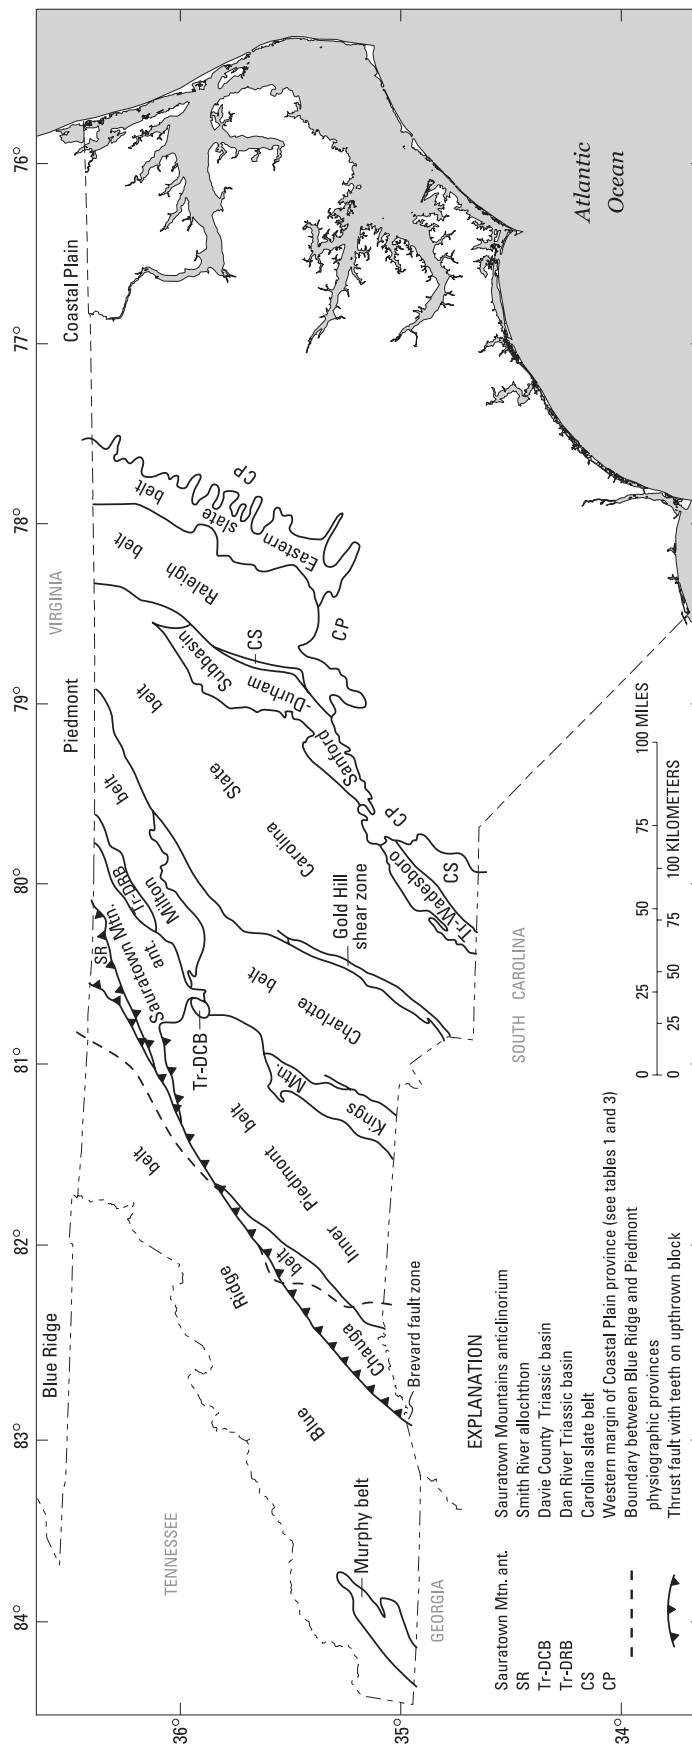 84°
83°
82°
81°
80°
79°
78°
77°
76°
36°
35°
34°
Blue Ridge
Piedmont
Coastal Plain
VIRGINIA
TENNESSEE
GEORGIA
SOUTH CAROLINA
Atlantic
Ocean
Murphy belt
Blue
Ridge
belt
Brevard fault zone
Chauga
belt
Inner
Piedmont
belt
Kings
Mtn.
Tr-DCB
SR
Sauratown Mtn.
ant.
Tr-DRB
Milton
belt
Charlotte
belt
Gold Hill
shear zone
Carolina
Slate
belt
Tr-Wadesboro
CS
CP
Sanford
-Durham
Subbasin
CS
CP
Raleigh
belt
Eastern
slate
belt
CP
EXPLANATION
Sauratown Mtn. ant. Sauratown Mountains anticlinorium
SR Smith River allochthon
Tr-DCB Davie County Triassic basin
Tr-DRB Dan River Triassic basin
CS Carolina slate belt
CP Western margin of Coastal Plain province (see tables 1 and 3)
Boundary between Blue Ridge and Piedmont
physiographic provinces
Thrust fault with teeth on upthrown block
0 25 50 75 100 MILES
0 25 50 75 100 KILOMETERS